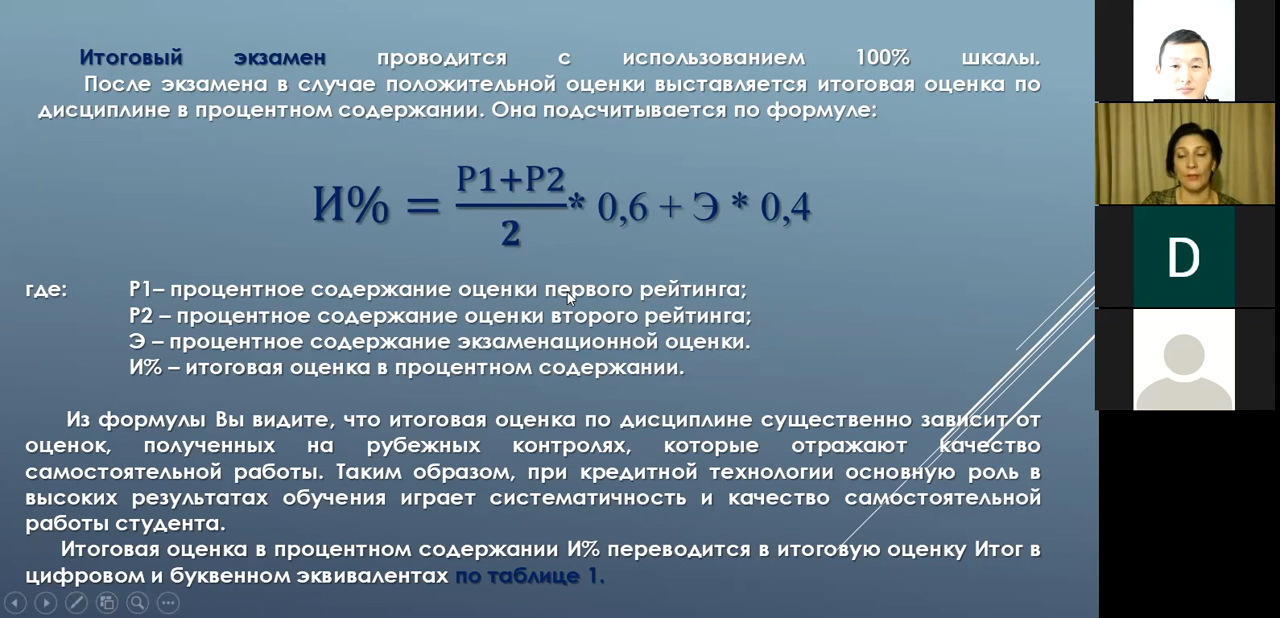 Итоговый экзамен проводится с использованием 100% шкалы.
После экзамена в случае положительной оценки выставляется итоговая оценка по
дисциплине в процентном содержании. Она подсчитывается по формуле:
И% = Р1+Р2/2 * 0,6 + Э * 0,4
где: Р1– процентное содержание оценки первого рейтинга;
Р2 – процентное содержание оценки второго рейтинга;
Э – процентное содержание экзаменационной оценки.
И% – итоговая оценка в процентном содержании.
Из формулы Вы видите, что итоговая оценка по дисциплине существенно зависит от
оценок, полученных на рубежных контролях, которые отражают качество
самостоятельной работы. Таким образом, при кредитной технологии основную роль в
высоких результатах обучения играет систематичность и качество самостоятельной
работы студента.
Итоговая оценка в процентном содержании И% переводится в итоговую оценку Итог в
цифровом и буквенном эквивалентах по таблице 1.
D